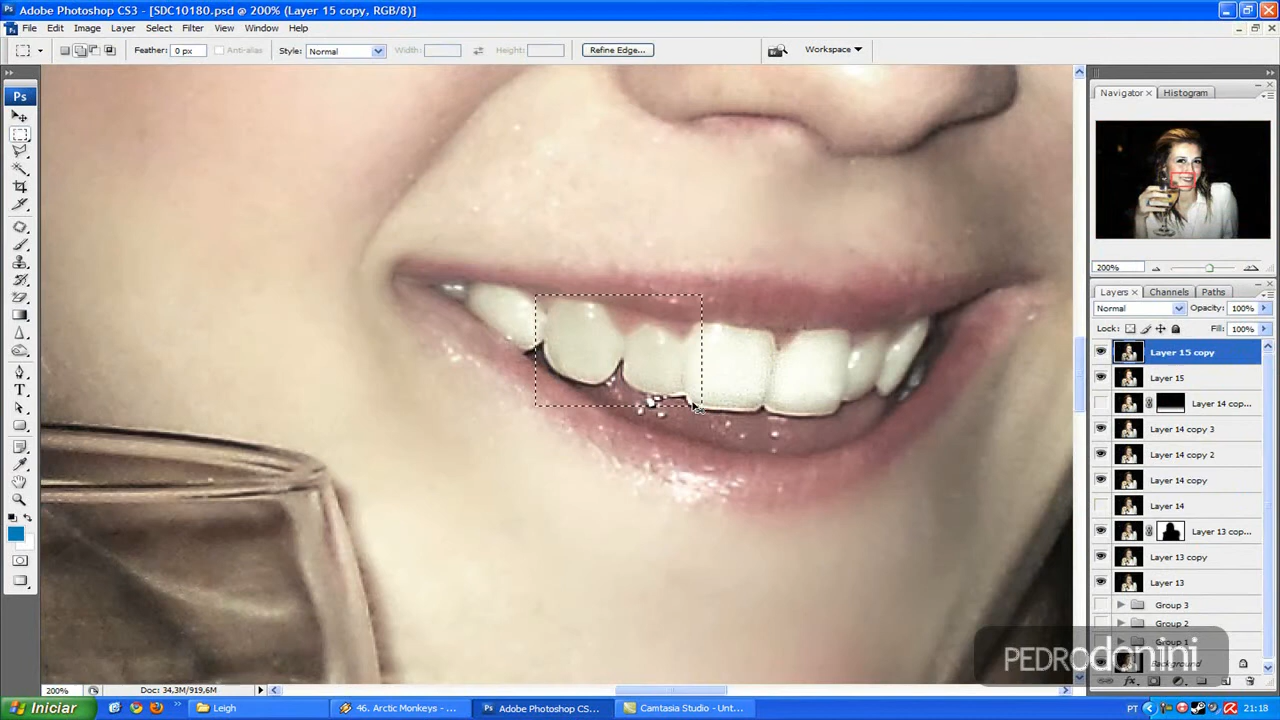 Adobe Photoshop CS3 - [SDC10180.psd @ 200% (Layer 15 copy, RGB/8)]
File Edit Image Layer Select Filter View Window Help
Feather: 0 px Anti-alias Style: Normal Width: Height: Refine Edge... Workspace
Ps
Navigator Histogram
200%
Layers Channels Paths
Normal Opacity: 100%
Lock: Fill: 100%
Layer 15 copy
Layer 15
Layer 14 cop...
Layer 14 copy 3
Layer 14 copy 2
Layer 14 copy
Layer 14
Layer 13 cop...
Layer 13 copy
Layer 13
Group 3
Group 2
Group 1
Background
PEDROdonini
200% Doc: 34,3M/919,6M
Iniciar Leigh 46. Arctic Monkeys - ... Adobe Photoshop CS... Camtasia Studio - Unt... PT 21:18